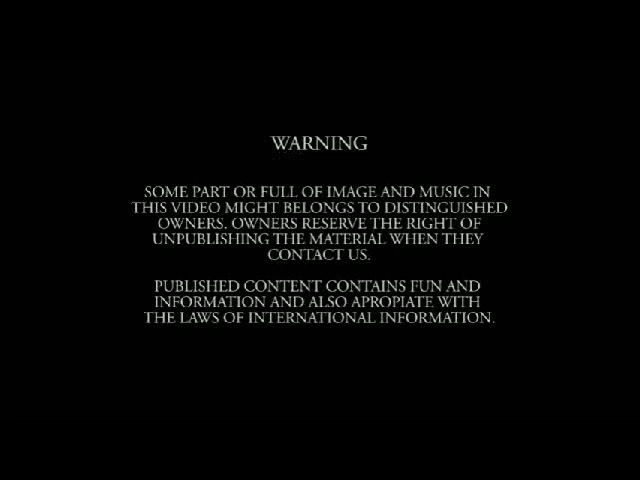 WARNING
SOME PART OR FULL OF IMAGE AND MUSIC IN
THIS VIDEO MIGHT BELONGS TO DISTINGUISHED
OWNERS. OWNERS RESERVE THE RIGHT OF
UNPUBLISHING THE MATERIAL WHEN THEY
CONTACT US.
PUBLISHED CONTENT CONTAINS FUN AND
INFORMATION AND ALSO APROPIATE WITH
THE LAWS OF INTERNATIONAL INFORMATION.